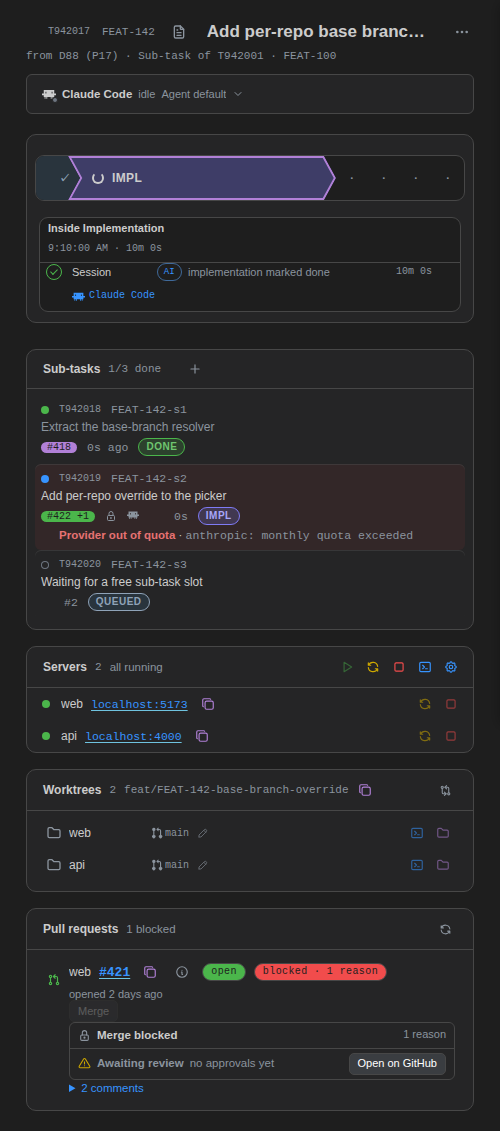 T942017 FEAT-142 Add per-repo base branc…
from D88 (P17) · Sub-task of T942001 · FEAT-100
Claude Code idle Agent default
IMPL
Inside Implementation
9:10:00 AM · 10m 0s
Session AI implementation marked done 10m 0s
Claude Code
Sub-tasks 1/3 done
T942018 FEAT-142-s1
Extract the base-branch resolver
#418 0s ago DONE
T942019 FEAT-142-s2
Add per-repo override to the picker
#422 +1 0s IMPL
Provider out of quota · anthropic: monthly quota exceeded
T942020 FEAT-142-s3
Waiting for a free sub-task slot
#2 QUEUED
Servers 2 all running
web localhost:5173
api localhost:4000
Worktrees 2 feat/FEAT-142-base-branch-override
web main
api main
Pull requests 1 blocked
web #421 open blocked · 1 reason
opened 2 days ago
Merge
Merge blocked 1 reason
Awaiting review no approvals yet Open on GitHub
2 comments